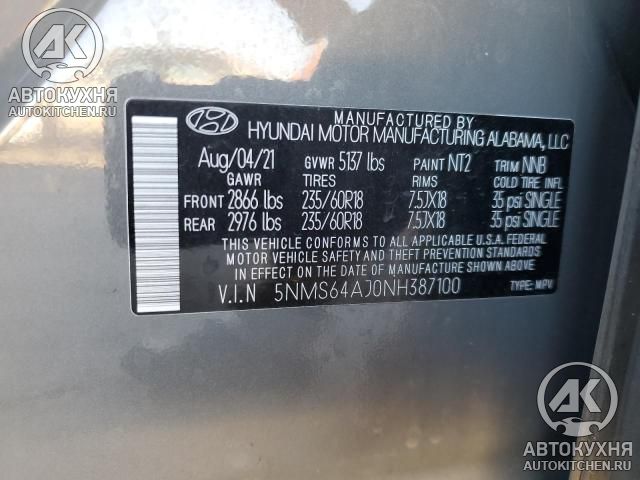 AK
АВТОКУХНЯ
AUTOKITCHEN.RU
MANUFACTURED BY
HYUNDAI MOTOR MANUFACTURING ALABAMA, LLC
Aug/04/21 GVWR 5137 lbs PAINT NT2 TRIM NNB
GAWR TIRES RIMS COLD TIRE INFL
FRONT 2866 lbs 235/60R18 7.5JX18 35 psi SINGLE
REAR 2976 lbs 235/60R18 7.5JX18 35 psi SINGLE
THIS VEHICLE CONFORMS TO ALL APPLICABLE U.S.A. FEDERAL
MOTOR VEHICLE SAFETY AND THEFT PREVENTION STANDARDS
IN EFFECT ON THE DATE OF MANUFACTURE SHOWN ABOVE.
V.I.N 5NMS64AJ0NH387100 TYPE: MPV
AK
АВТОКУХНЯ
AUTOKITCHEN.RU